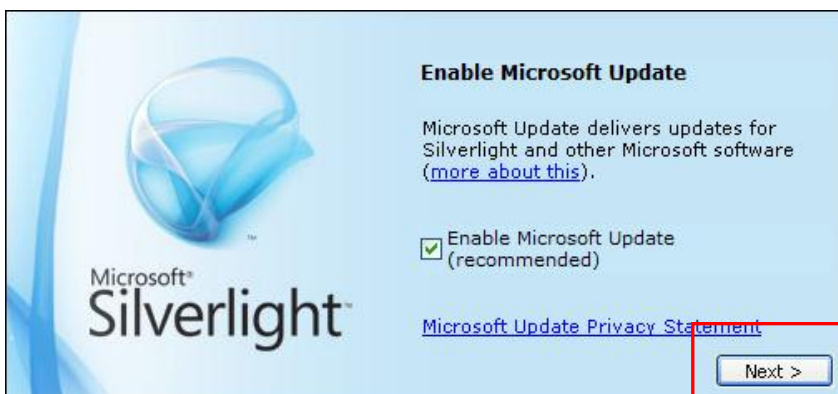 Enable Microsoft Update
Microsoft Update delivers updates for
Silverlight and other Microsoft software
(more about this).
Enable Microsoft Update
(recommended)
Microsoft®
Silverlight™
Microsoft Update Privacy Statement
Next >